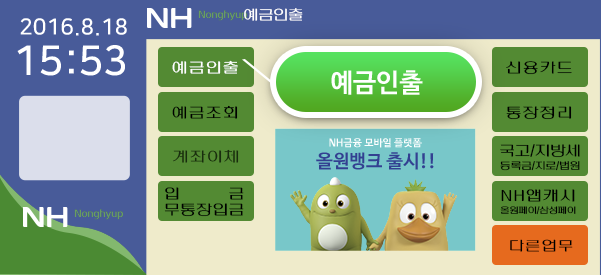 2016.8.18
15:53
NH Nonghyup
NH Nonghyup 예금인출
예금인출
예금조회
계좌이체
입 금
무통장입금
예금인출
NH금융 모바일 플랫폼
올원뱅크 출시!!
신용카드
통장정리
국고/지방세
등록금/지로/법원
NH앱캐시
올원페이/삼성페이
다른업무